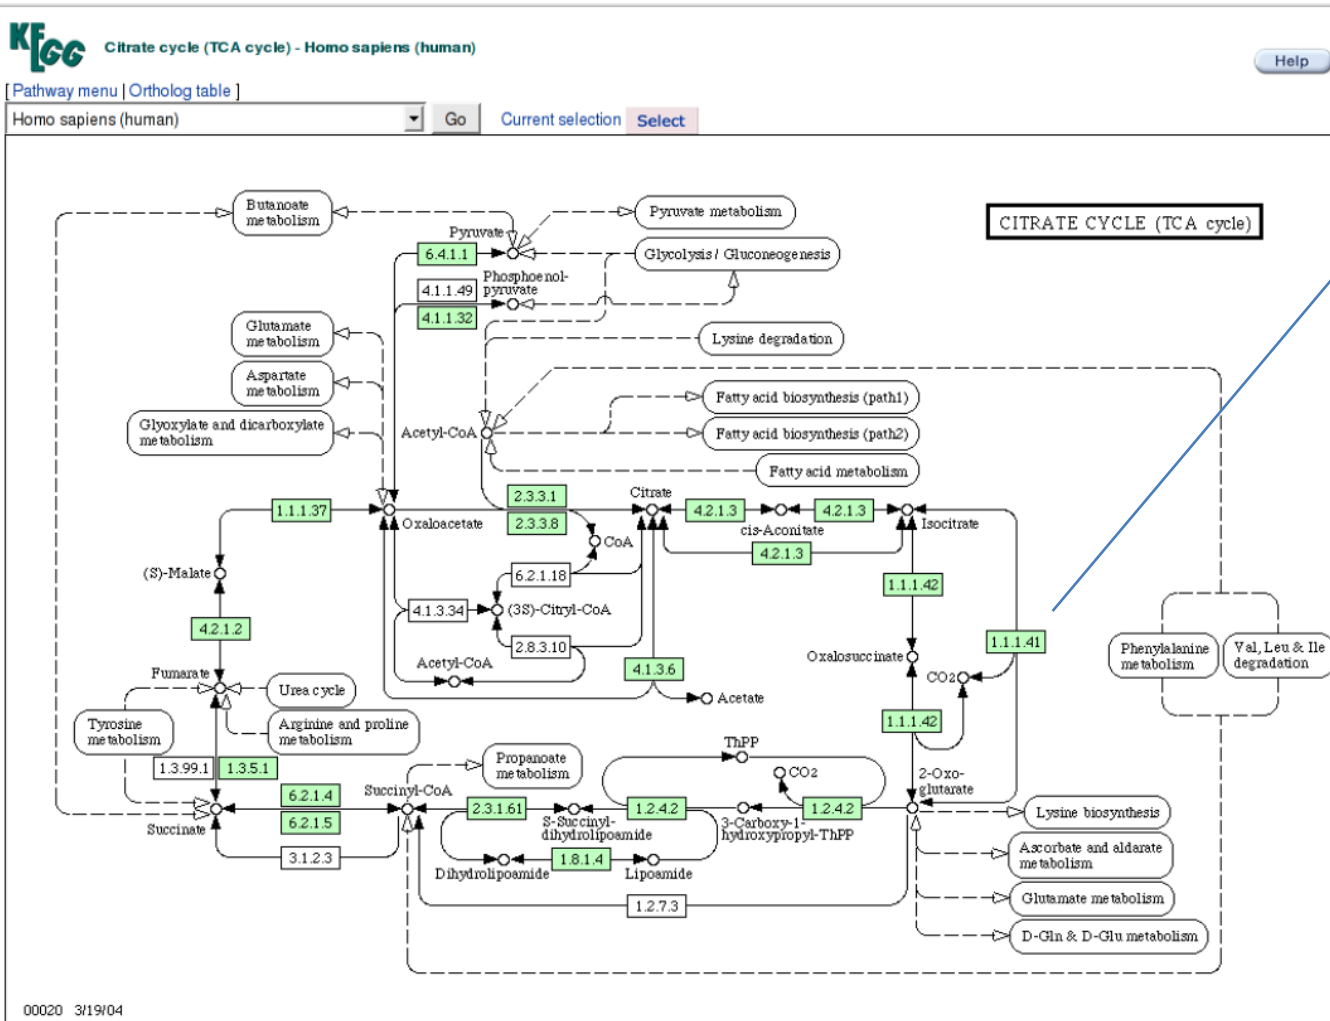 KEGG
Citrate cycle (TCA cycle) - Homo sapiens (human)
Help
[ Pathway menu | Ortholog table ]
Homo sapiens (human)
Go
Current selection
Select
Butanoate
metabolism
Pyruvate metabolism
CITRATE CYCLE (TCA cycle)
Pyruvate
6.4.1.1
Glycolysis / Gluconeogenesis
Phosphoenol-
pyruvate
4.1.1.49
4.1.1.32
Glutamate
metabolism
Lysine degradation
Aspartate
metabolism
Fatty acid biosynthesis (path1)
Glyoxylate and dicarboxylate
metabolism
Acetyl-CoA
Fatty acid biosynthesis (path2)
Fatty acid metabolism
1.1.1.37
Oxaloacetate
2.3.3.1
2.3.3.8
Citrate
4.2.1.3
cis-Aconitate
4.2.1.3
Isocitrate
4.2.1.3
CoA
(S)-Malate
6.2.1.18
1.1.1.42
4.1.3.34
(3S)-Citryl-CoA
4.2.1.2
2.8.3.10
1.1.1.41
Phenylalanine
metabolism
Val, Leu & Ile
degradation
Oxalosuccinate
Acetyl-CoA
4.1.3.6
CO2
Fumarate
Urea cycle
Acetate
Tyrosine
metabolism
Arginine and proline
metabolism
1.1.1.42
ThPP
1.3.99.1
1.3.5.1
Propanoate
metabolism
CO2
2-Oxo-
glutarate
6.2.1.4
6.2.1.5
Succinyl-CoA
2.3.1.61
1.2.4.2
1.2.4.2
Lysine biosynthesis
Succinate
S-Succinyl-
dihydrolipoamide
3-Carboxy-1-
hydroxypropyl-ThPP
3.1.2.3
Dihydrolipoamide
1.8.1.4
Lipoamide
Ascorbate and aldarate
metabolism
1.2.7.3
Glutamate metabolism
D-Gln & D-Glu metabolism
00020 3/19/04